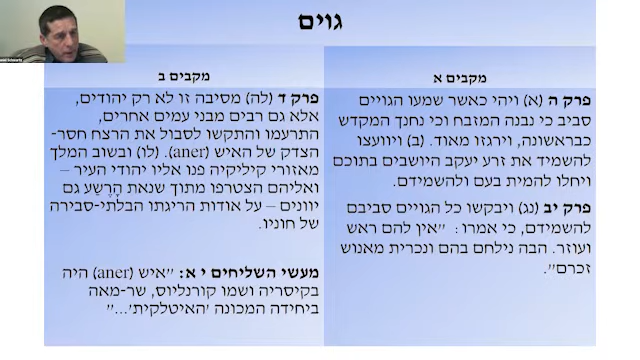 גוים
מקבים א
פרק ה (א) ויהי כאשר שמעו הגויים
סביב כי נבנה המזבח וכי נחנך המקדש
כבראשונה, וירגזו מאוד. (ב) ויוועצו
להשמיד את זרע יעקב היושבים בתוכם
ויחלו להמית בעם ולהשמידם.
פרק יב (נג) ויבקשו כל הגויים סביבם
להשמידם, כי אמרו: "אין להם ראש
ועוזר. הבה נילחם בהם ונכרית מאנוש
זכרם".
מקבים ב
פרק ד (לה) מסיבה זו לא רק יהודים,
אלא גם רבים מבני עמים אחרים,
התרעמו והתקשו לסבול את הרצח חסר-
הצדק של האיש (aner). (לו) ובשוב המלך
מאזורי קיליקיה פנו אליו יהודי העיר –
ואליהם הצטרפו מתוך שנאת הָרֶשַע גם
יוונים – על אודות הריגתו הבלתי-סבירה
של חוניו.
מעשי השליחים י א: "איש (aner) היה
בקיסריה ושמו קורנליוס, שר-מאה
ביחידה המכונה 'האיטלקית'..."